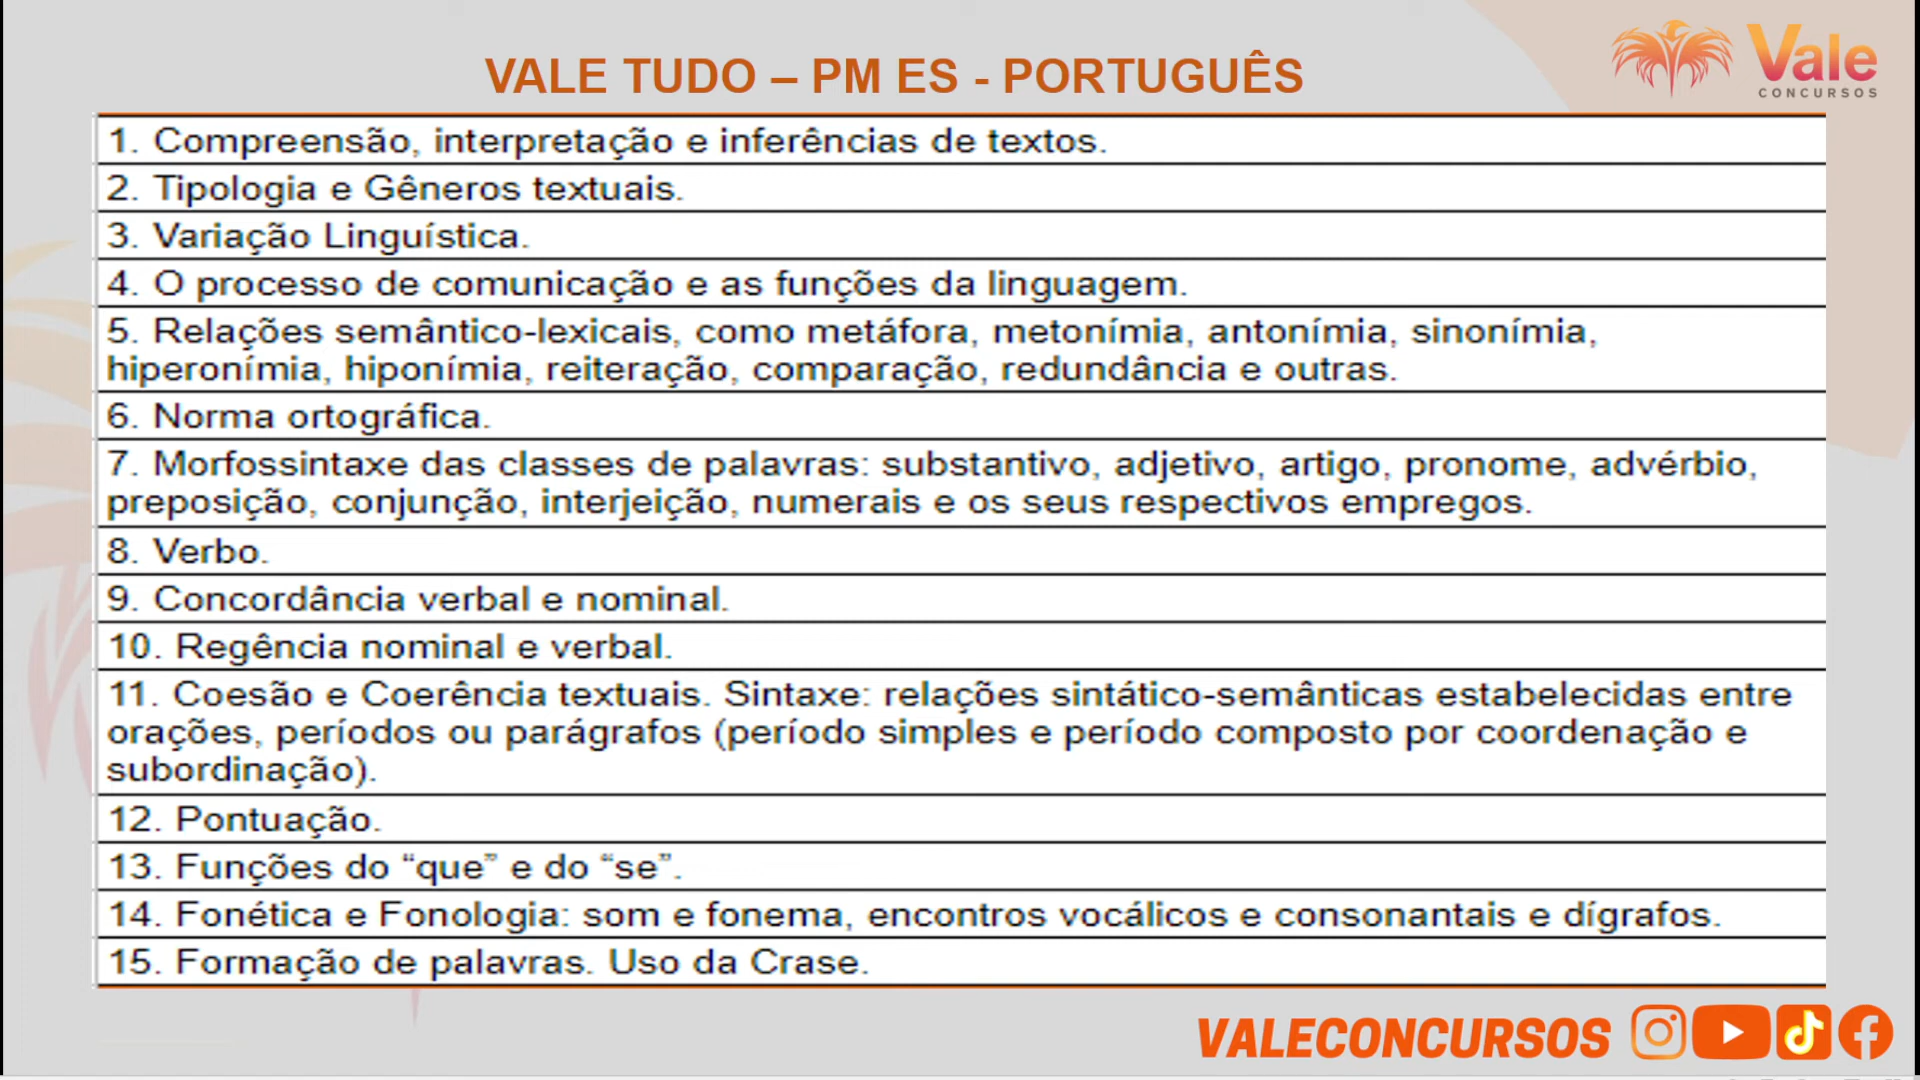 VALE TUDO – PM ES - PORTUGUÊS
Vale
CONCURSOS
1. Compreensão, interpretação e inferências de textos.
2. Tipologia e Gêneros textuais.
3. Variação Linguística.
4. O processo de comunicação e as funções da linguagem.
5. Relações semântico-lexicais, como metáfora, metonímia, antonímia, sinonímia,
hiperonímia, hiponímia, reiteração, comparação, redundância e outras.
6. Norma ortográfica.
7. Morfossintaxe das classes de palavras: substantivo, adjetivo, artigo, pronome, advérbio,
preposição, conjunção, interjeição, numerais e os seus respectivos empregos.
8. Verbo.
9. Concordância verbal e nominal.
10. Regência nominal e verbal.
11. Coesão e Coerência textuais. Sintaxe: relações sintático-semânticas estabelecidas entre
orações, períodos ou parágrafos (período simples e período composto por coordenação e
subordinação).
12. Pontuação.
13. Funções do “que” e do “se”.
14. Fonética e Fonologia: som e fonema, encontros vocálicos e consonantais e dígrafos.
15. Formação de palavras. Uso da Crase.
VALECONCURSOS